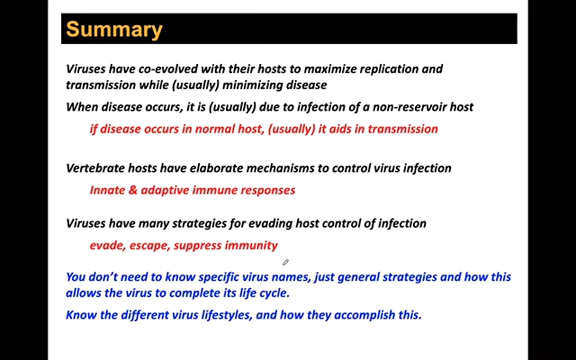 Summary
Viruses have co-evolved with their hosts to maximize replication and
transmission while (usually) minimizing disease
When disease occurs, it is (usually) due to infection of a non-reservoir host
if disease occurs in normal host, (usually) it aids in transmission
Vertebrate hosts have elaborate mechanisms to control virus infection
Innate & adaptive immune responses
Viruses have many strategies for evading host control of infection
evade, escape, suppress immunity
You don't need to know specific virus names, just general strategies and how this
allows the virus to complete its life cycle.
Know the different virus lifestyles, and how they accomplish this.